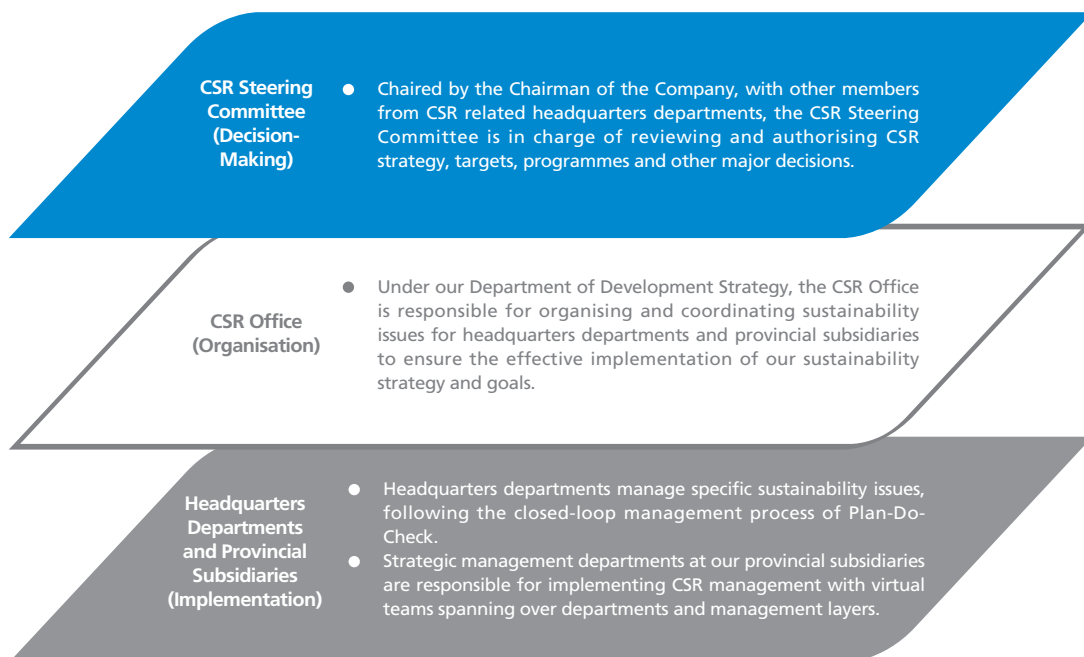 CSR Steering
Committee
(Decision-
Making)
● Chaired by the Chairman of the Company, with other members
from CSR related headquarters departments, the CSR Steering
Committee is in charge of reviewing and authorising CSR
strategy, targets, programmes and other major decisions.
CSR Office
(Organisation)
● Under our Department of Development Strategy, the CSR Office
is responsible for organising and coordinating sustainability
issues for headquarters departments and provincial subsidiaries
to ensure the effective implementation of our sustainability
strategy and goals.
Headquarters
Departments
and Provincial
Subsidiaries
(Implementation)
● Headquarters departments manage specific sustainability issues,
following the closed-loop management process of Plan-Do-
Check.
● Strategic management departments at our provincial subsidiaries
are responsible for implementing CSR management with virtual
teams spanning over departments and management layers.